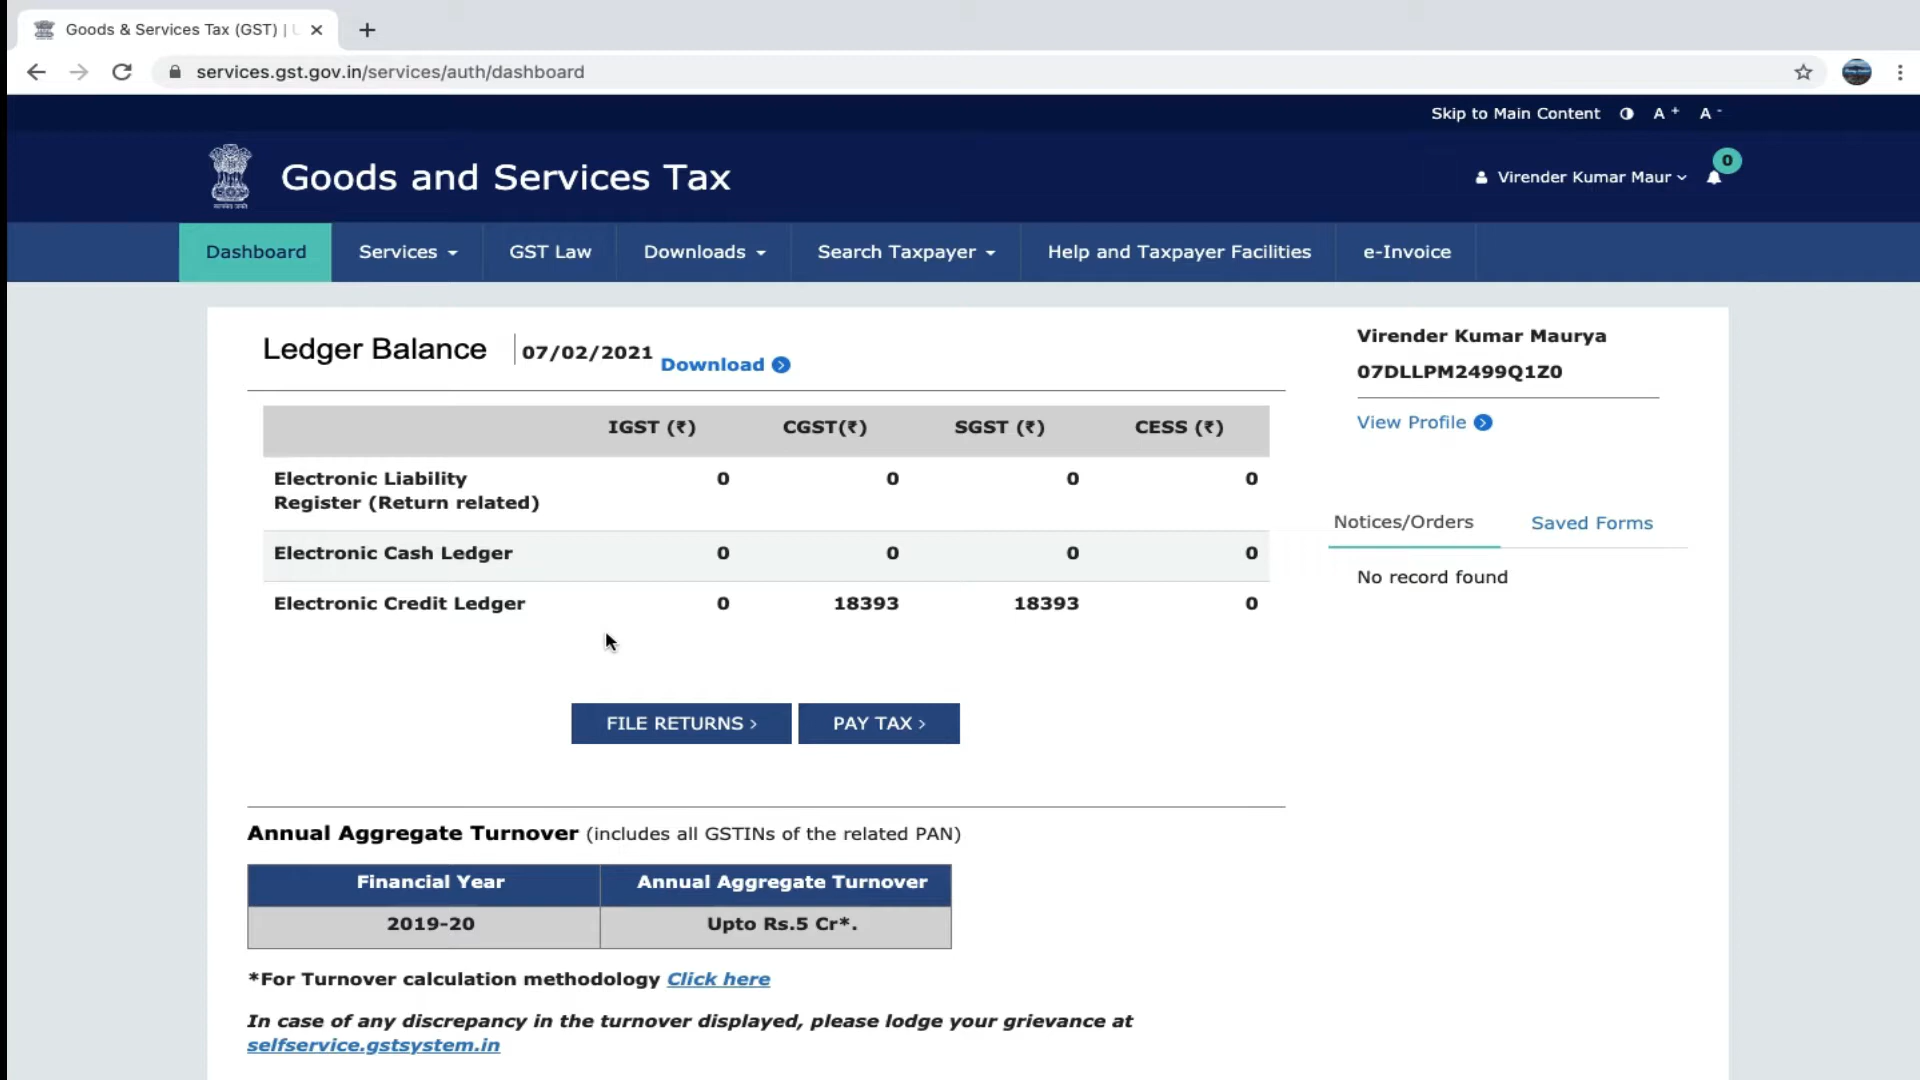 Goods & Services Tax (GST) |
services.gst.gov.in/services/auth/dashboard
Skip to Main Content A+ A-
Goods and Services Tax
Virender Kumar Maur 0
Dashboard Services GST Law Downloads Search Taxpayer Help and Taxpayer Facilities e-Invoice
Ledger Balance 07/02/2021 Download
IGST (₹) CGST(₹) SGST (₹) CESS (₹)
Electronic Liability
Register (Return related) 0 0 0 0
Electronic Cash Ledger 0 0 0 0
Electronic Credit Ledger 0 18393 18393 0
FILE RETURNS > PAY TAX >
Virender Kumar Maurya
07DLLPM2499Q1Z0
View Profile
Notices/Orders Saved Forms
No record found
Annual Aggregate Turnover (includes all GSTINs of the related PAN)
Financial Year Annual Aggregate Turnover
2019-20 Upto Rs.5 Cr*.
*For Turnover calculation methodology Click here
In case of any discrepancy in the turnover displayed, please lodge your grievance at
selfservice.gstsystem.in